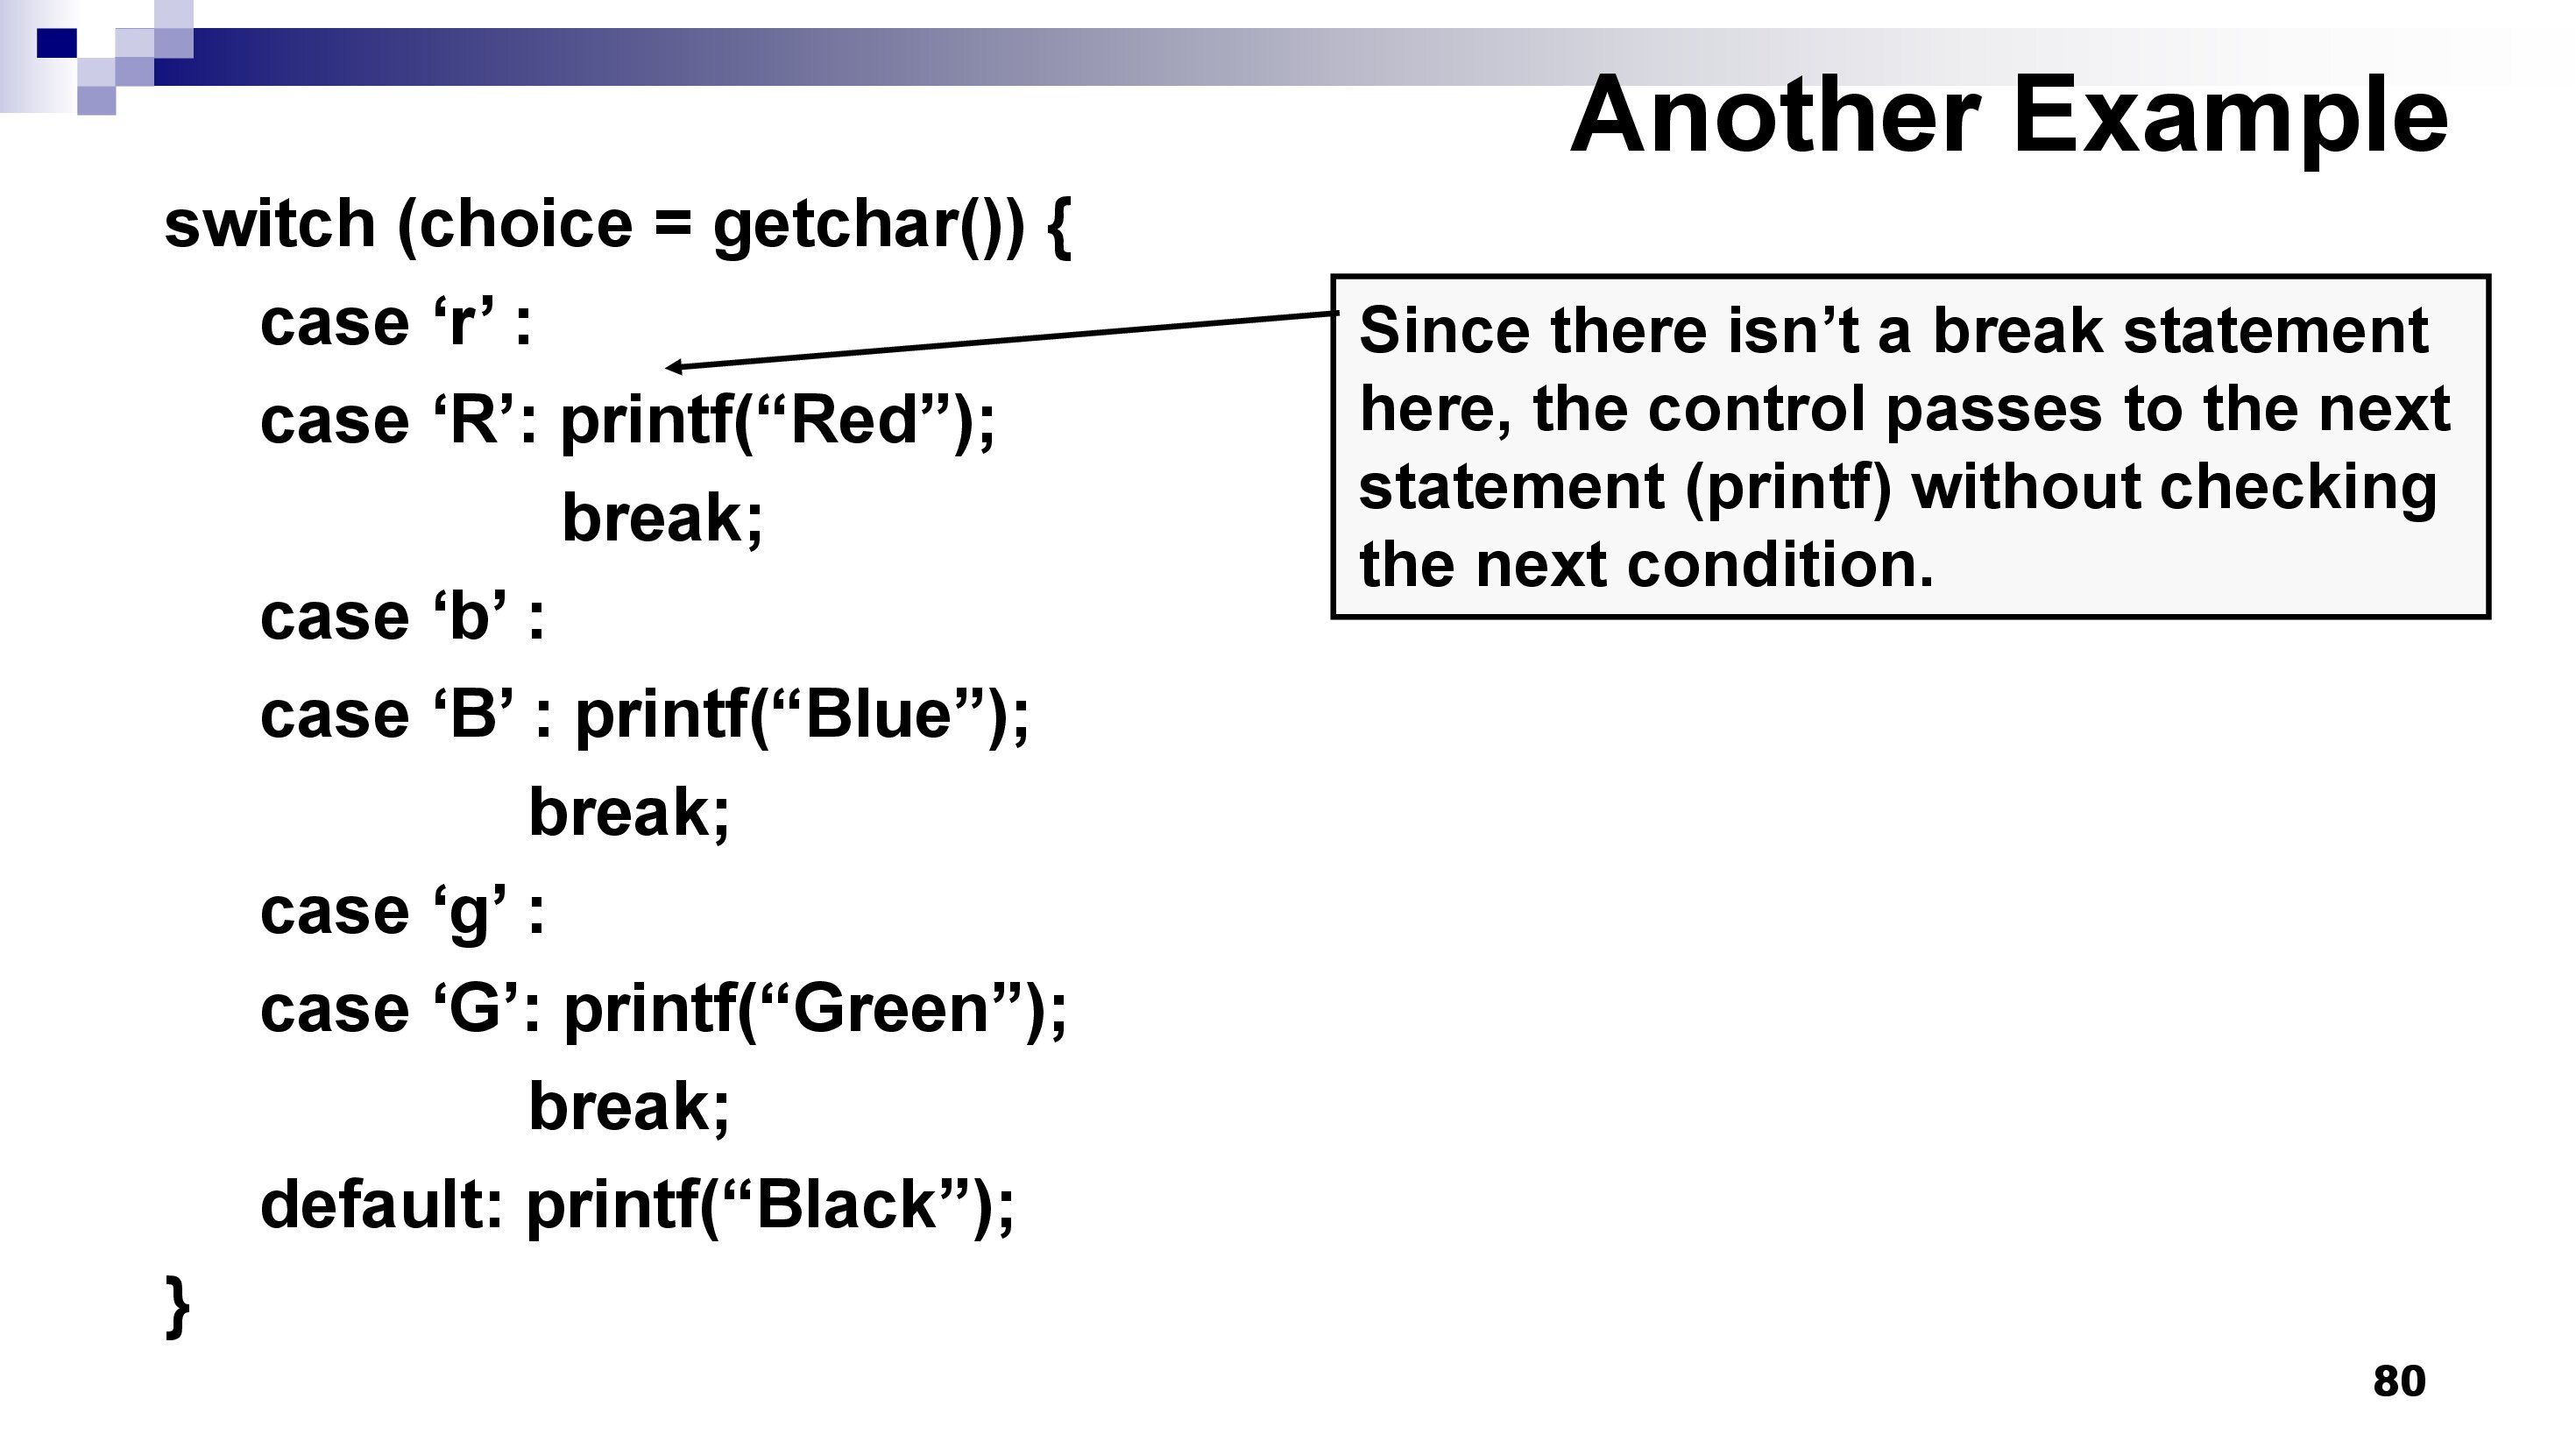 Another Example
switch (choice = getchar()) {
case ‘r’ :
case ‘R’: printf(“Red”);
break;
case ‘b’ :
case ‘B’ : printf(“Blue”);
break;
case ‘g’ :
case ‘G’: printf(“Green”);
break;
default: printf(“Black”);
}
Since there isn’t a break statement
here, the control passes to the next
statement (printf) without checking
the next condition.
80